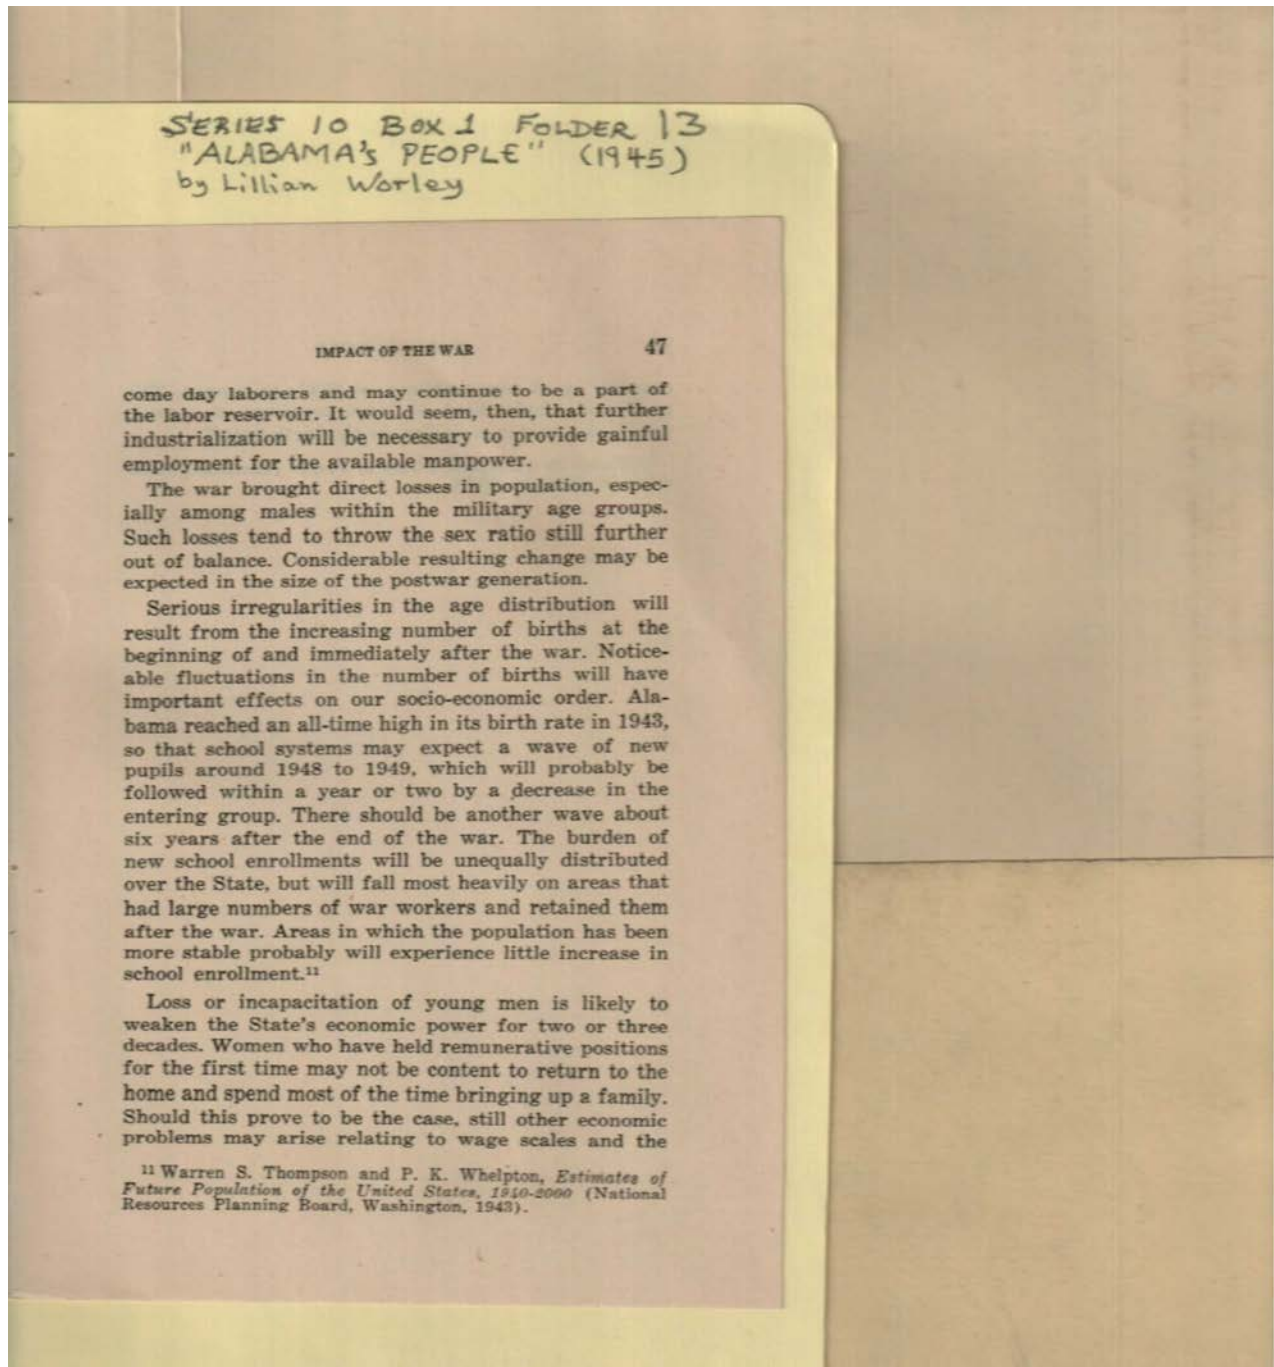 SERIES 10 BOX 1 FOLDER 13
"ALABAMA'S PEOPLE" (1945)
by Lillian Worley
IMPACT OF THE WAR 47
come day laborers and may continue to be a part of
the labor reservoir. It would seem, then, that further
industrialization will be necessary to provide gainful
employment for the available manpower.
The war brought direct losses in population, espec-
ially among males within the military age groups.
Such losses tend to throw the sex ratio still further
out of balance. Considerable resulting change may be
expected in the size of the postwar generation.
Serious irregularities in the age distribution will
result from the increasing number of births at the
beginning of and immediately after the war. Notice-
able fluctuations in the number of births will have
important effects on our socio-economic order. Ala-
bama reached an all-time high in its birth rate in 1943,
so that school systems may expect a wave of new
pupils around 1948 to 1949, which will probably be
followed within a year or two by a decrease in the
entering group. There should be another wave about
six years after the end of the war. The burden of
new school enrollments will be unequally distributed
over the State, but will fall most heavily on areas that
had large numbers of war workers and retained them
after the war. Areas in which the population has been
more stable probably will experience little increase in
school enrollment.¹¹
Loss or incapacitation of young men is likely to
weaken the State's economic power for two or three
decades. Women who have held remunerative positions
for the first time may not be content to return to the
home and spend most of the time bringing up a family.
Should this prove to be the case, still other economic
problems may arise relating to wage scales and the
¹¹ Warren S. Thompson and P. K. Whelpton, Estimates of
Future Population of the United States, 1940-2000 (National
Resources Planning Board, Washington, 1943).